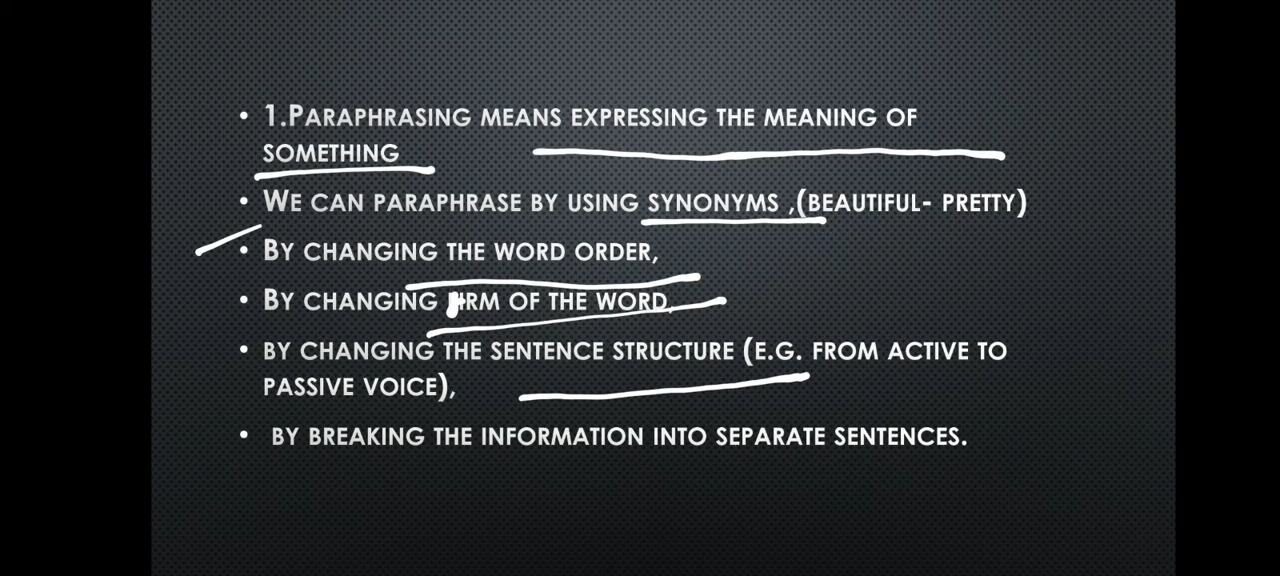 • 1.Paraphrasing means expressing the meaning of
something
• We can paraphrase by using synonyms ,(beautiful- pretty)
• By changing the word order,
• By changing of the word,
• by changing the sentence structure (e.g. from active to
passive voice),
• by breaking the information into separate sentences.